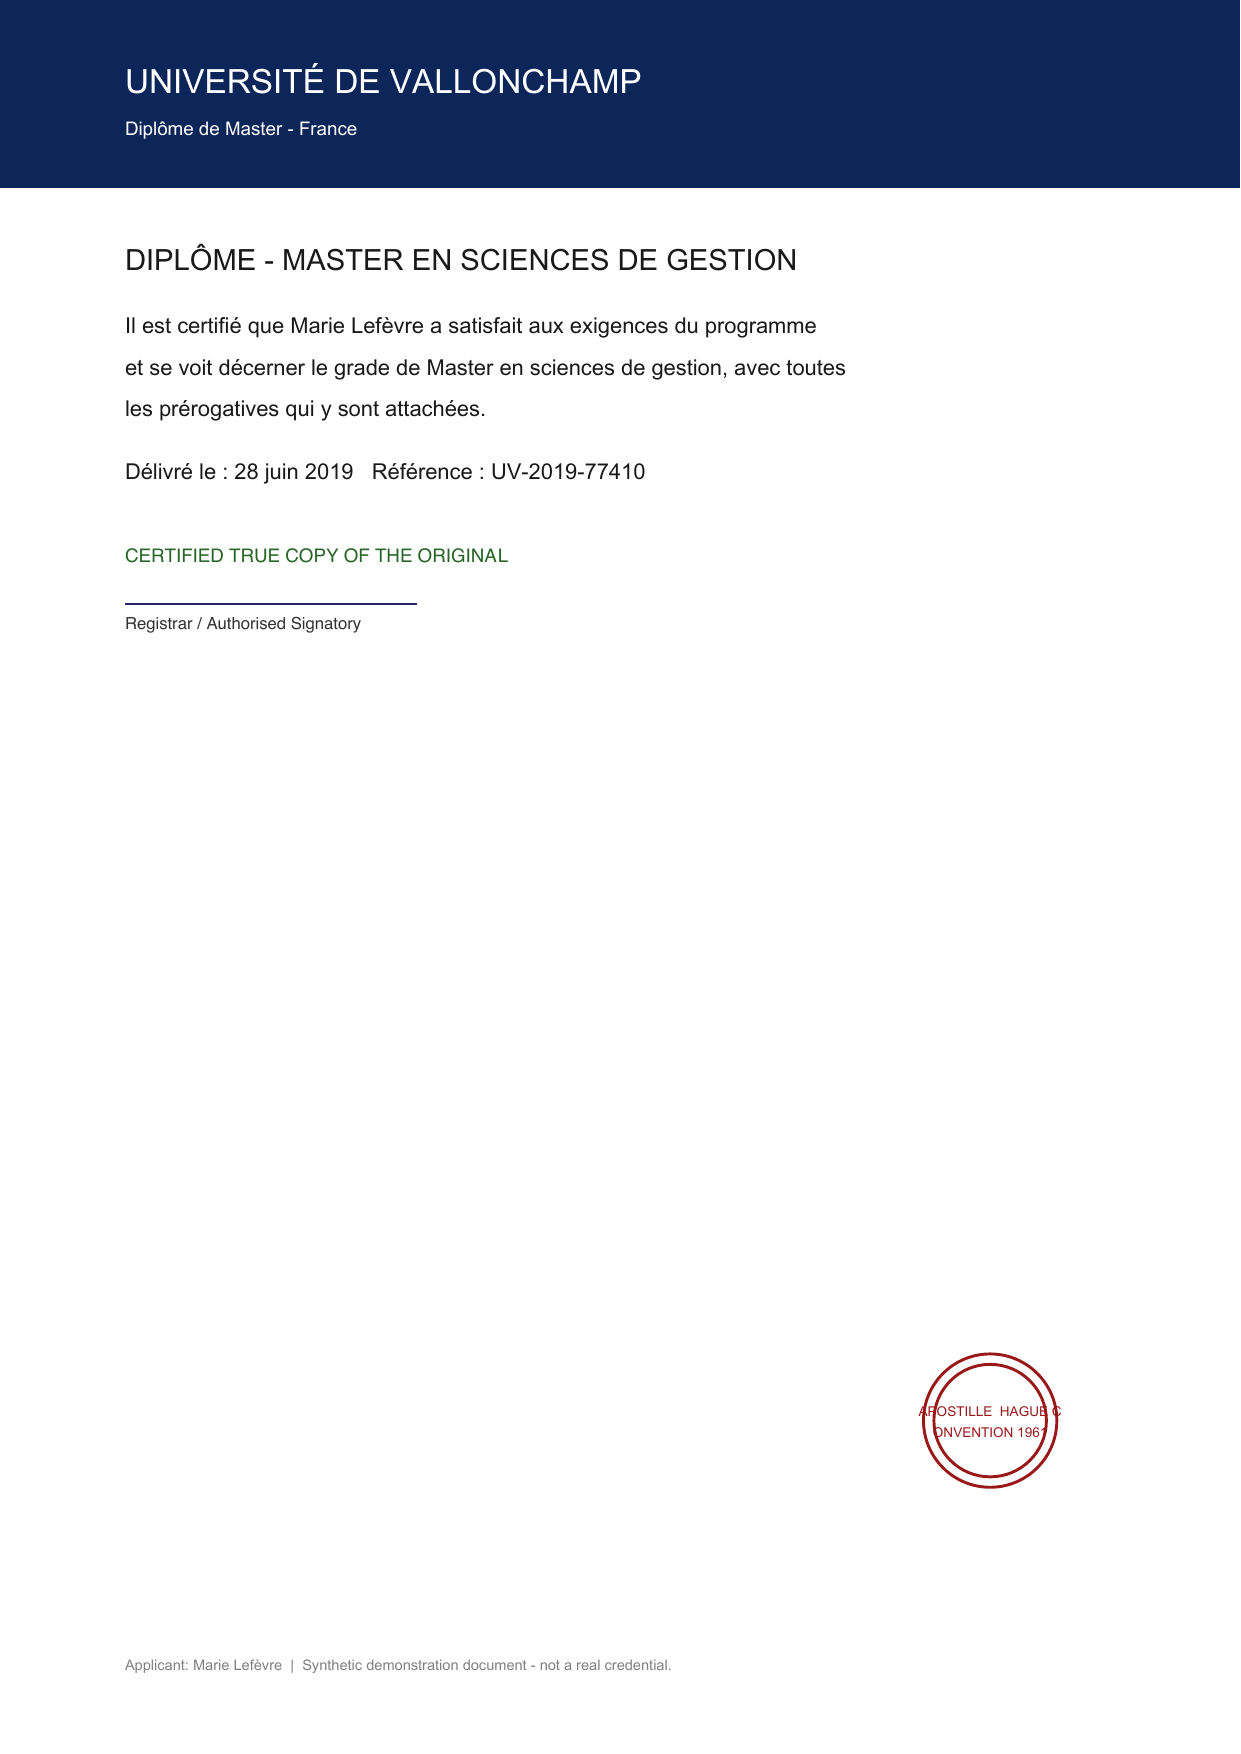 UNIVERSITÉ DE VALLONCHAMP
Diplôme de Master - France
DIPLÔME - MASTER EN SCIENCES DE GESTION
Il est certifié que Marie Lefèvre a satisfait aux exigences du programme
et se voit décerner le grade de Master en sciences de gestion, avec toutes
les prérogatives qui y sont attachées.
Délivré le : 28 juin 2019   Référence : UV-2019-77410
CERTIFIED TRUE COPY OF THE ORIGINAL
Registrar / Authorised Signatory
APOSTILLE  HAGUE C
ONVENTION 1961
Applicant: Marie Lefèvre  |  Synthetic demonstration document - not a real credential.